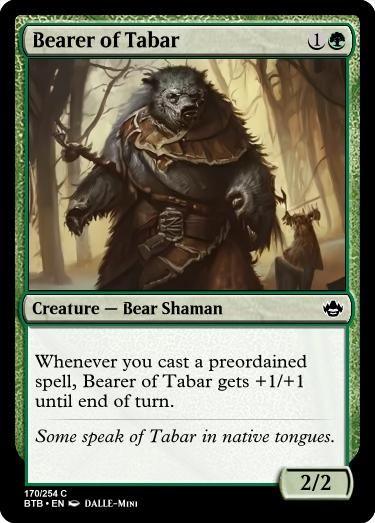 Bearer of Tabar 1
Creature — Bear Shaman
Whenever you cast a preordained
spell, Bearer of Tabar gets +1/+1
until end of turn.
Some speak of Tabar in native tongues.
2/2
170/254 C
BTB • EN DALLE-Mini